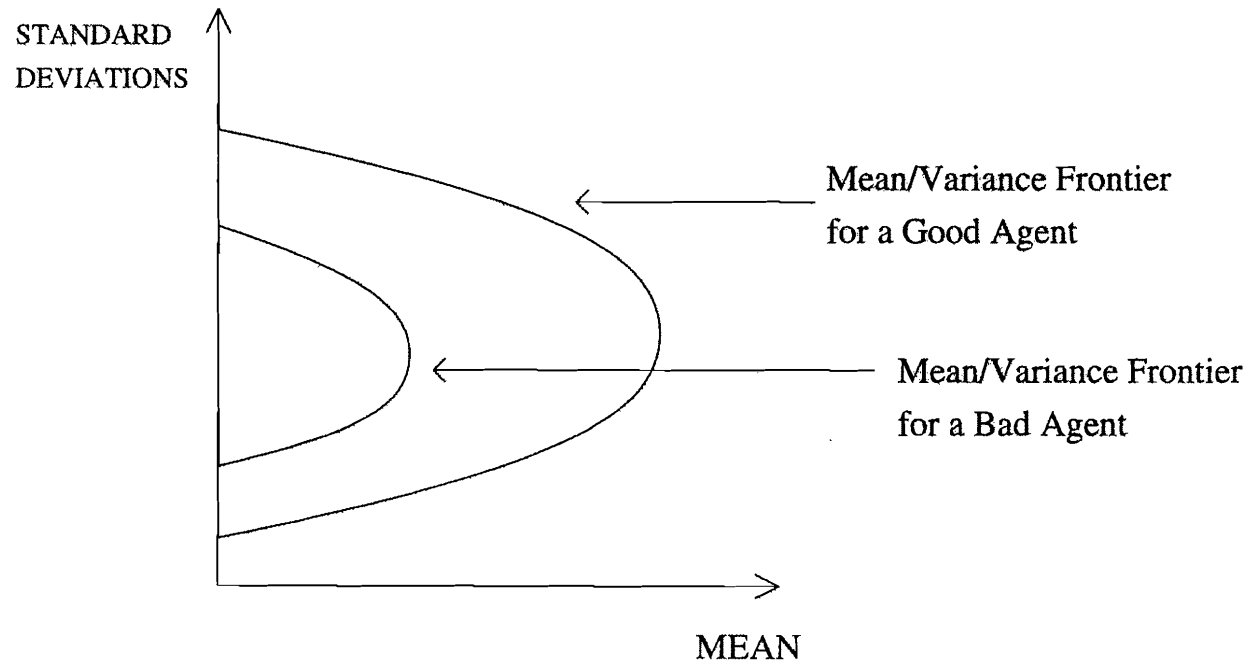 STANDARD
DEVIATIONS
Mean/Variance Frontier
for a Good Agent
Mean/Variance Frontier
for a Bad Agent
MEAN